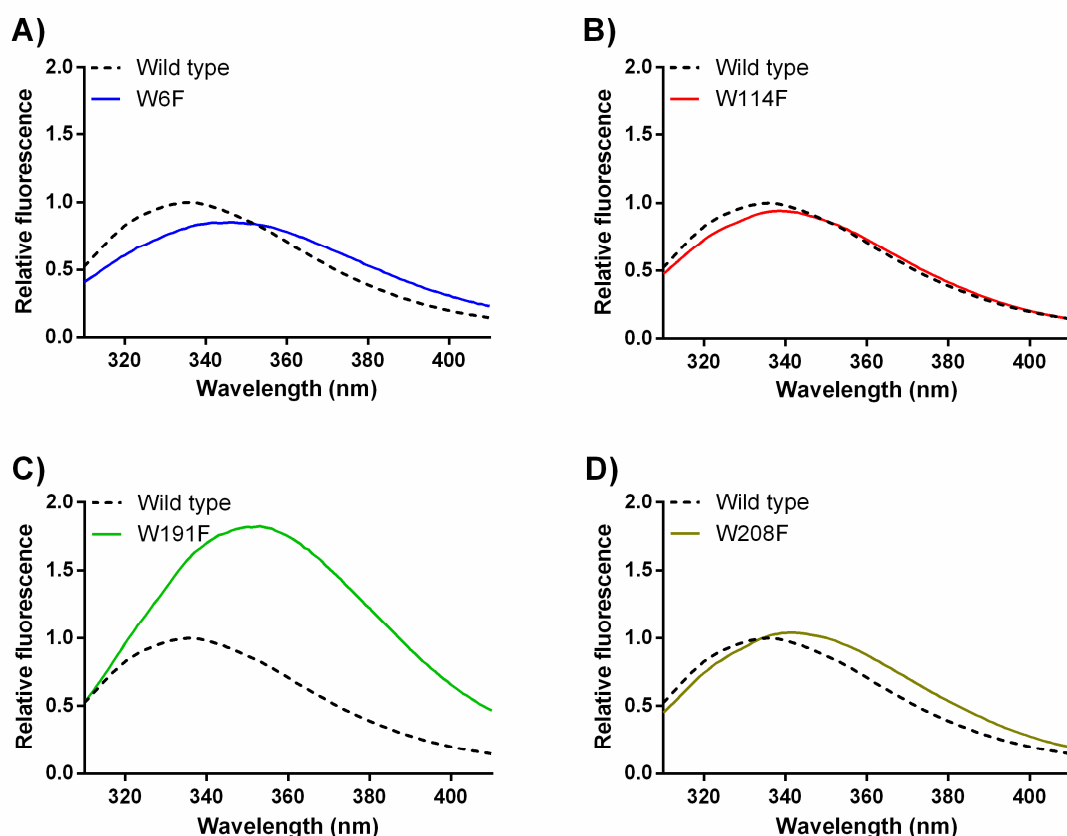 A)
Wild type
W6F
Relative fluorescence
2.0
1.5
1.0
0.5
0.0
320 340 360 380 400
Wavelength (nm)
B)
Wild type
W114F
Relative fluorescence
2.0
1.5
1.0
0.5
0.0
320 340 360 380 400
Wavelength (nm)
C)
Wild type
W191F
Relative fluorescence
2.0
1.5
1.0
0.5
0.0
320 340 360 380 400
Wavelength (nm)
D)
Wild type
W208F
Relative fluorescence
2.0
1.5
1.0
0.5
0.0
320 340 360 380 400
Wavelength (nm)